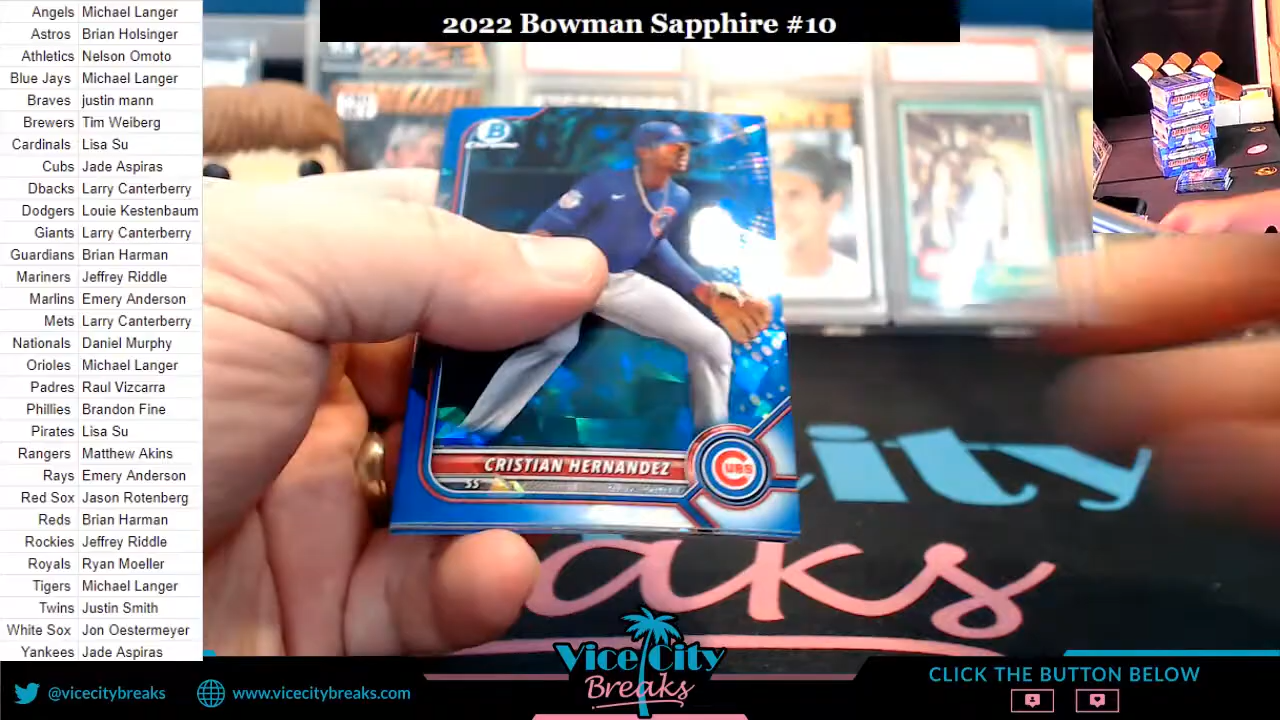 2022 Bowman Sapphire #10
Angels Michael Langer
Astros Brian Holsinger
Athletics Nelson Omoto
Blue Jays Michael Langer
Braves justin mann
Brewers Tim Weiberg
Cardinals Lisa Su
Cubs Jade Aspiras
Dbacks Larry Canterberry
Dodgers Louie Kestenbaum
Giants Larry Canterberry
Guardians Brian Harman
Mariners Jeffrey Riddle
Marlins Emery Anderson
Mets Larry Canterberry
Nationals Daniel Murphy
Orioles Michael Langer
Padres Raul Vizcarra
Phillies Brandon Fine
Pirates Lisa Su
Rangers Matthew Akins
Rays Emery Anderson
Red Sox Jason Rotenberg
Reds Brian Harman
Rockies Jeffrey Riddle
Royals Ryan Moeller
Tigers Michael Langer
Twins Justin Smith
White Sox Jon Oestermeyer
Yankees Jade Aspiras
B
Chrome
CRISTIAN HERNANDEZ
SS
CUBS
ity
aks
Vice City
Breaks
@vicecitybreaks
www.vicecitybreaks.com
CLICK THE BUTTON BELOW